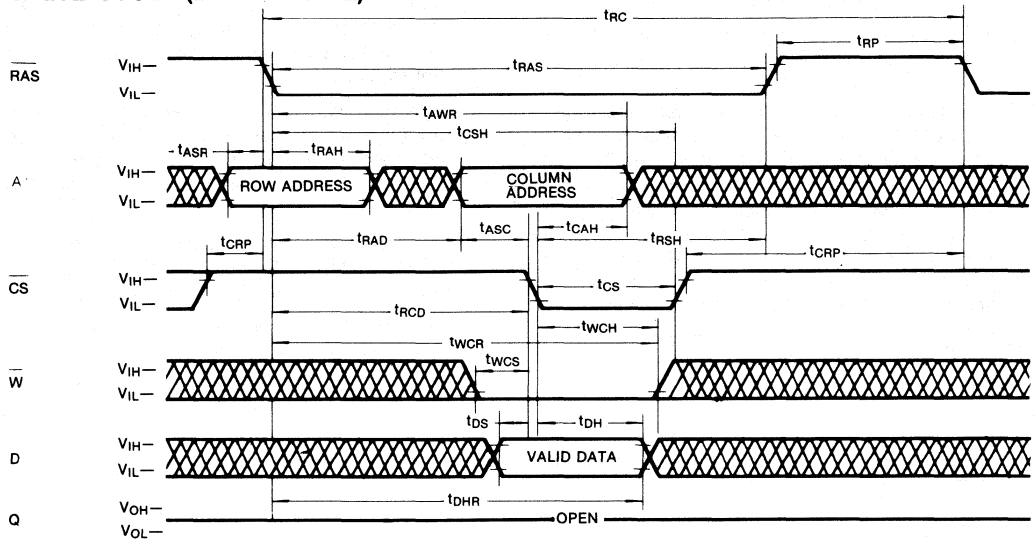 tRC
tRP
RAS
VIH—
VIL—
tRAS
tAWR
tCSH
tASR
tRAH
A
VIH—
VIL—
ROW ADDRESS
COLUMN
ADDRESS
tCRP
tRAD
tASC
tCAH
tRSH
tCRP
CS
VIH—
VIL—
tCS
tRCD
tWCH
tWCR
tWCS
W
VIH—
VIL—
tDS
tDH
D
VIH—
VIL—
VALID DATA
tDHR
Q
VOH—
VOL—
OPEN